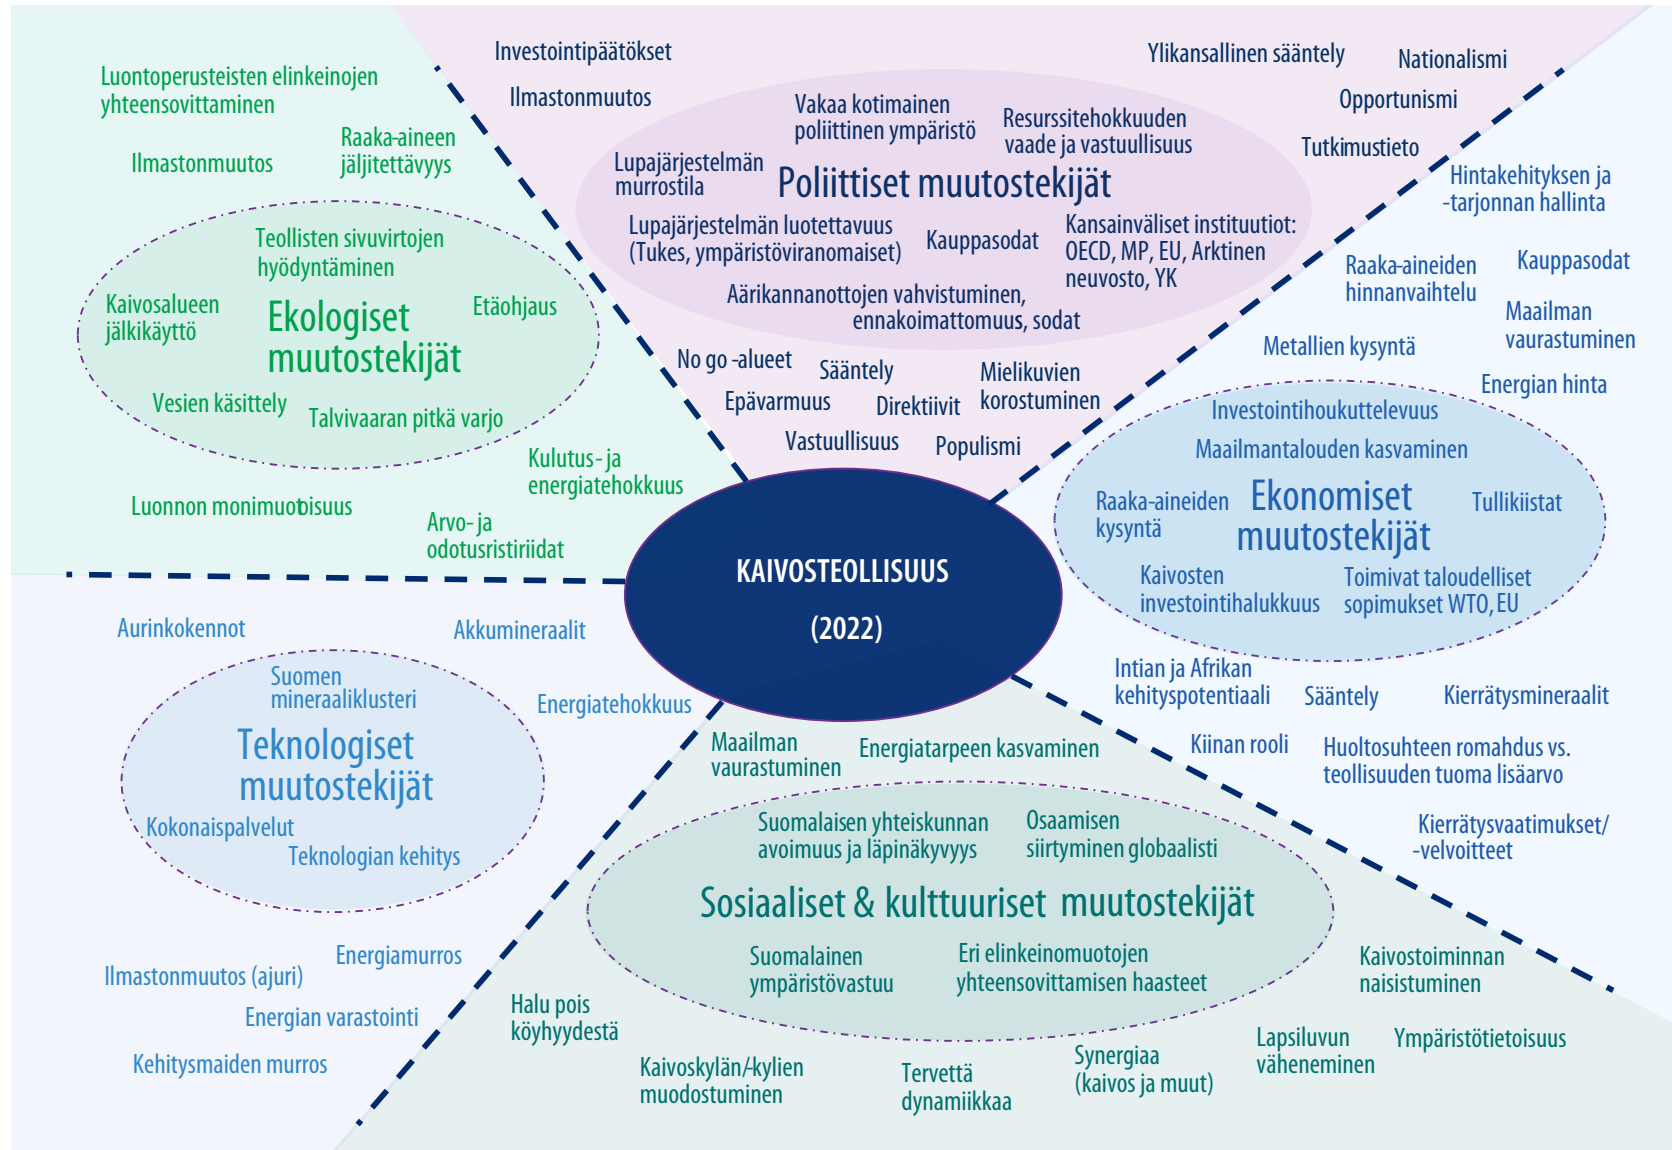 Investointipäätökset
Ilmastonmuutos
Ylikansallinen sääntely
Nationalismi
Opportunismi
Tutkimustieto
Vakaa kotimainen
poliittinen ympäristö
Resurssitehokkuuden
vaade ja vastuullisuus
Lupajärjestelmän
murrostila
Poliittiset muutostekijät
Lupajärjestelmän luotettavuus
(Tukes, ympäristöviranomaiset)
Kauppasodat
Kansainväliset instituutiot:
OECD, MP, EU, Arktinen
neuvosto, YK
Aärikannanottojen vahvistuminen,
ennakoimattomuus, sodat
No go -alueet
Sääntely
Mielikuvien
korostuminen
Epävarmuus
Direktiivit
Vastuullisuus
Populismi
Luontoperusteisten elinkeinojen
yhteensovittaminen
Ilmastonmuutos
Raaka-aineen
jäljitettävyys
Teollisten sivuvirtojen
hyödyntäminen
Kaivosalueen
jälkikäyttö
Ekologiset
muutostekijät
Etäohjaus
Vesien käsittely
Talvivaaran pitkä varjo
Kulutus- ja
energiatehokkuus
Luonnon monimuotoisuus
Arvo- ja
odotusristiriidat
Hintakehityksen ja
-tarjonnan hallinta
Raaka-aineiden
hinnanvaihtelu
Kauppasodat
Maailman
vaurastuminen
Metallien kysyntä
Energian hinta
Investointihoukuttelevuus
Maailmantalouden kasvaminen
Raaka-aineiden
kysyntä
Ekonomiset
muutostekijät
Tullikiistat
Kaivosten
investointihalukkuus
Toimivat taloudelliset
sopimukset WTO, EU
Intian ja Afrikan
kehityspotentiaali
Sääntely
Kierrätysmineraalit
Kiinan rooli
Huoltosuhteen romahdus vs.
teollisuuden tuoma lisäarvo
Kierrätysvaatimukset/
-velvoitteet
KAIVOSTEOLLISUUS
(2022)
Aurinkokennot
Akkumineraalit
Suomen
mineraaliklusteri
Energiatehokkuus
Teknologiset
muutostekijät
Kokonaispalvelut
Teknologian kehitys
Energiamurros
Ilmastonmuutos (ajuri)
Energian varastointi
Kehitysmaiden murros
Maailman
vaurastuminen
Energiatarpeen kasvaminen
Suomalaisen yhteiskunnan
avoimuus ja läpinäkyvyys
Osaamisen
siirtyminen globaalisti
Sosiaaliset & kulttuuriset muutostekijät
Suomalainen
ympäristövastuu
Eri elinkeinomuotojen
yhteensovittamisen haasteet
Kaivostoiminnan
naisistuminen
Halu pois
köyhyydestä
Kaivoskylän/-kylien
muodostuminen
Tervettä
dynamiikkaa
Synergiaa
(kaivos ja muut)
Lapsiluvun
väheneminen
Ympäristötietoisuus